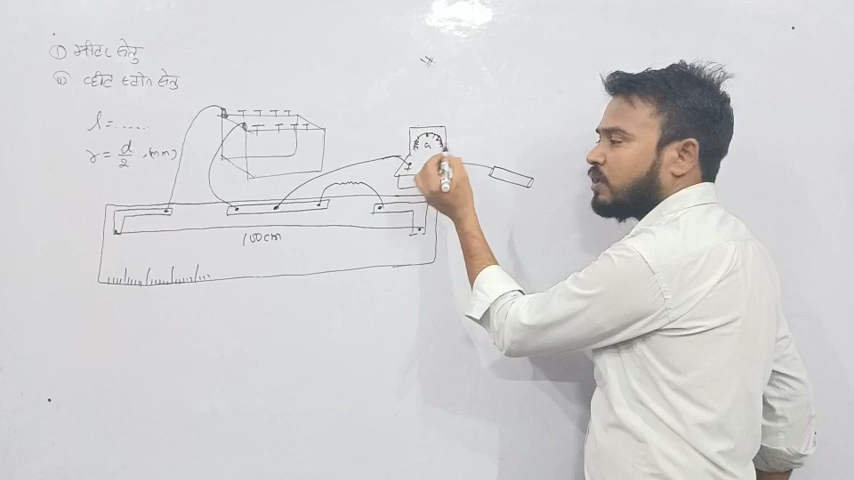 ① मीटर सेतु
② व्हीट स्टोन सेतु
l = .....
r = d/2 , (mm)
G
100cm